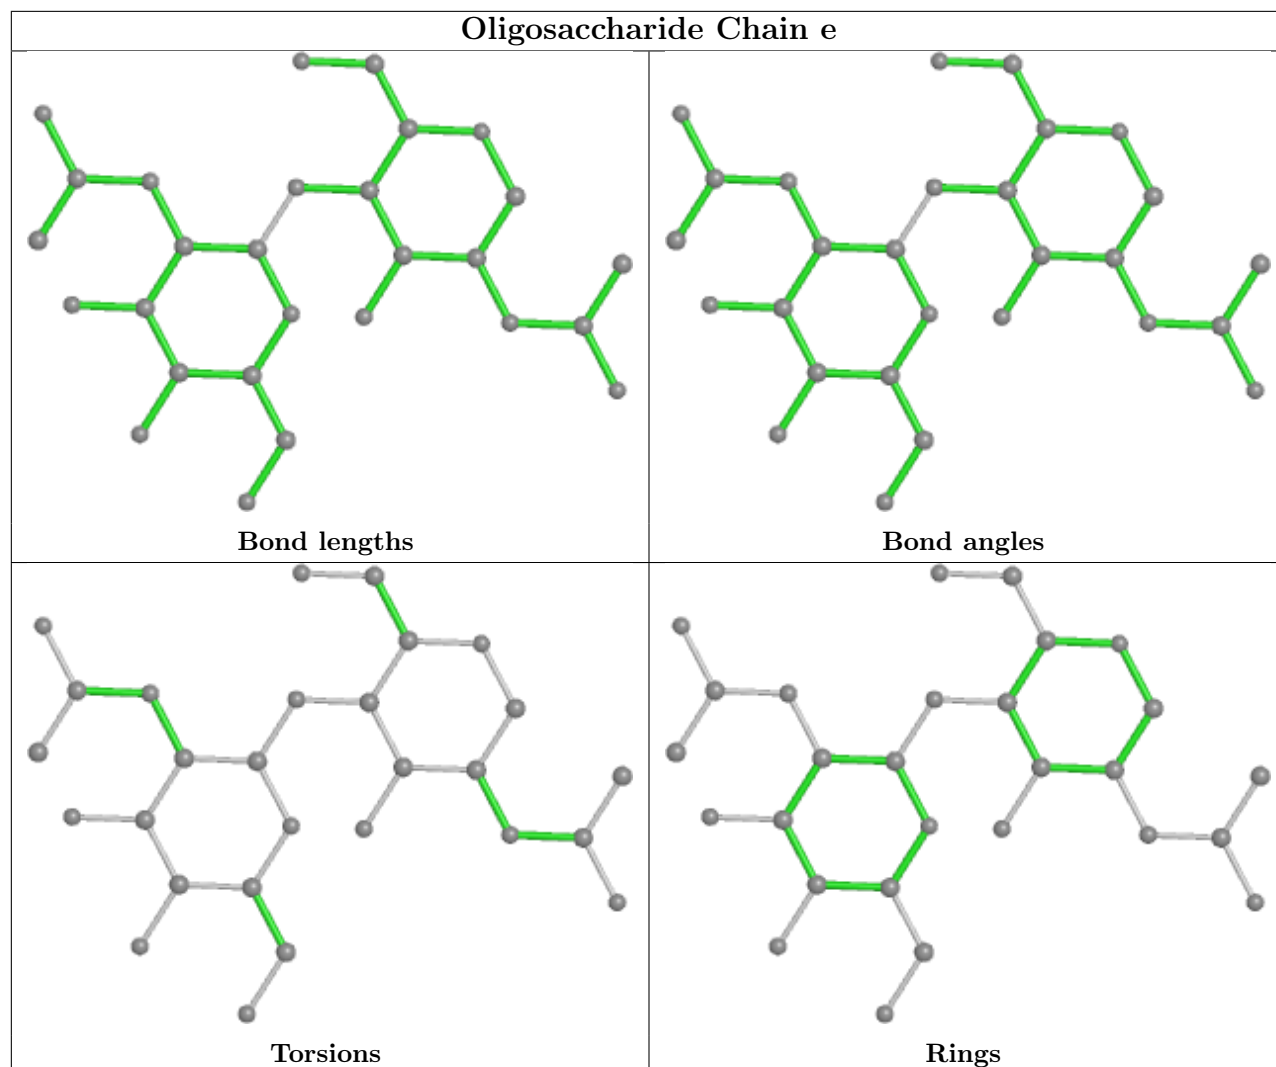 Oligosaccharide Chain e
Bond lengths
Bond angles
Torsions
Rings